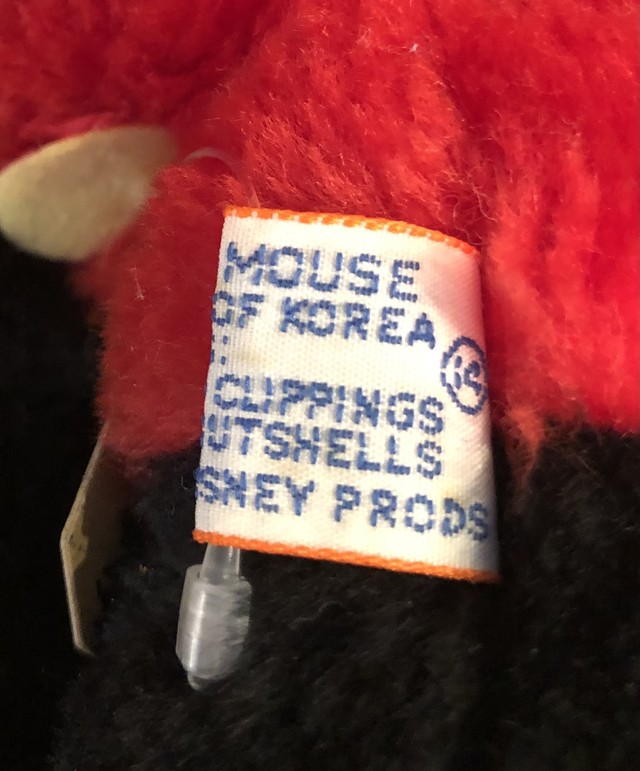 MOUSE
OF KOREA
:
CLIPPINGS
UTSHELLS
SNEY PRODS